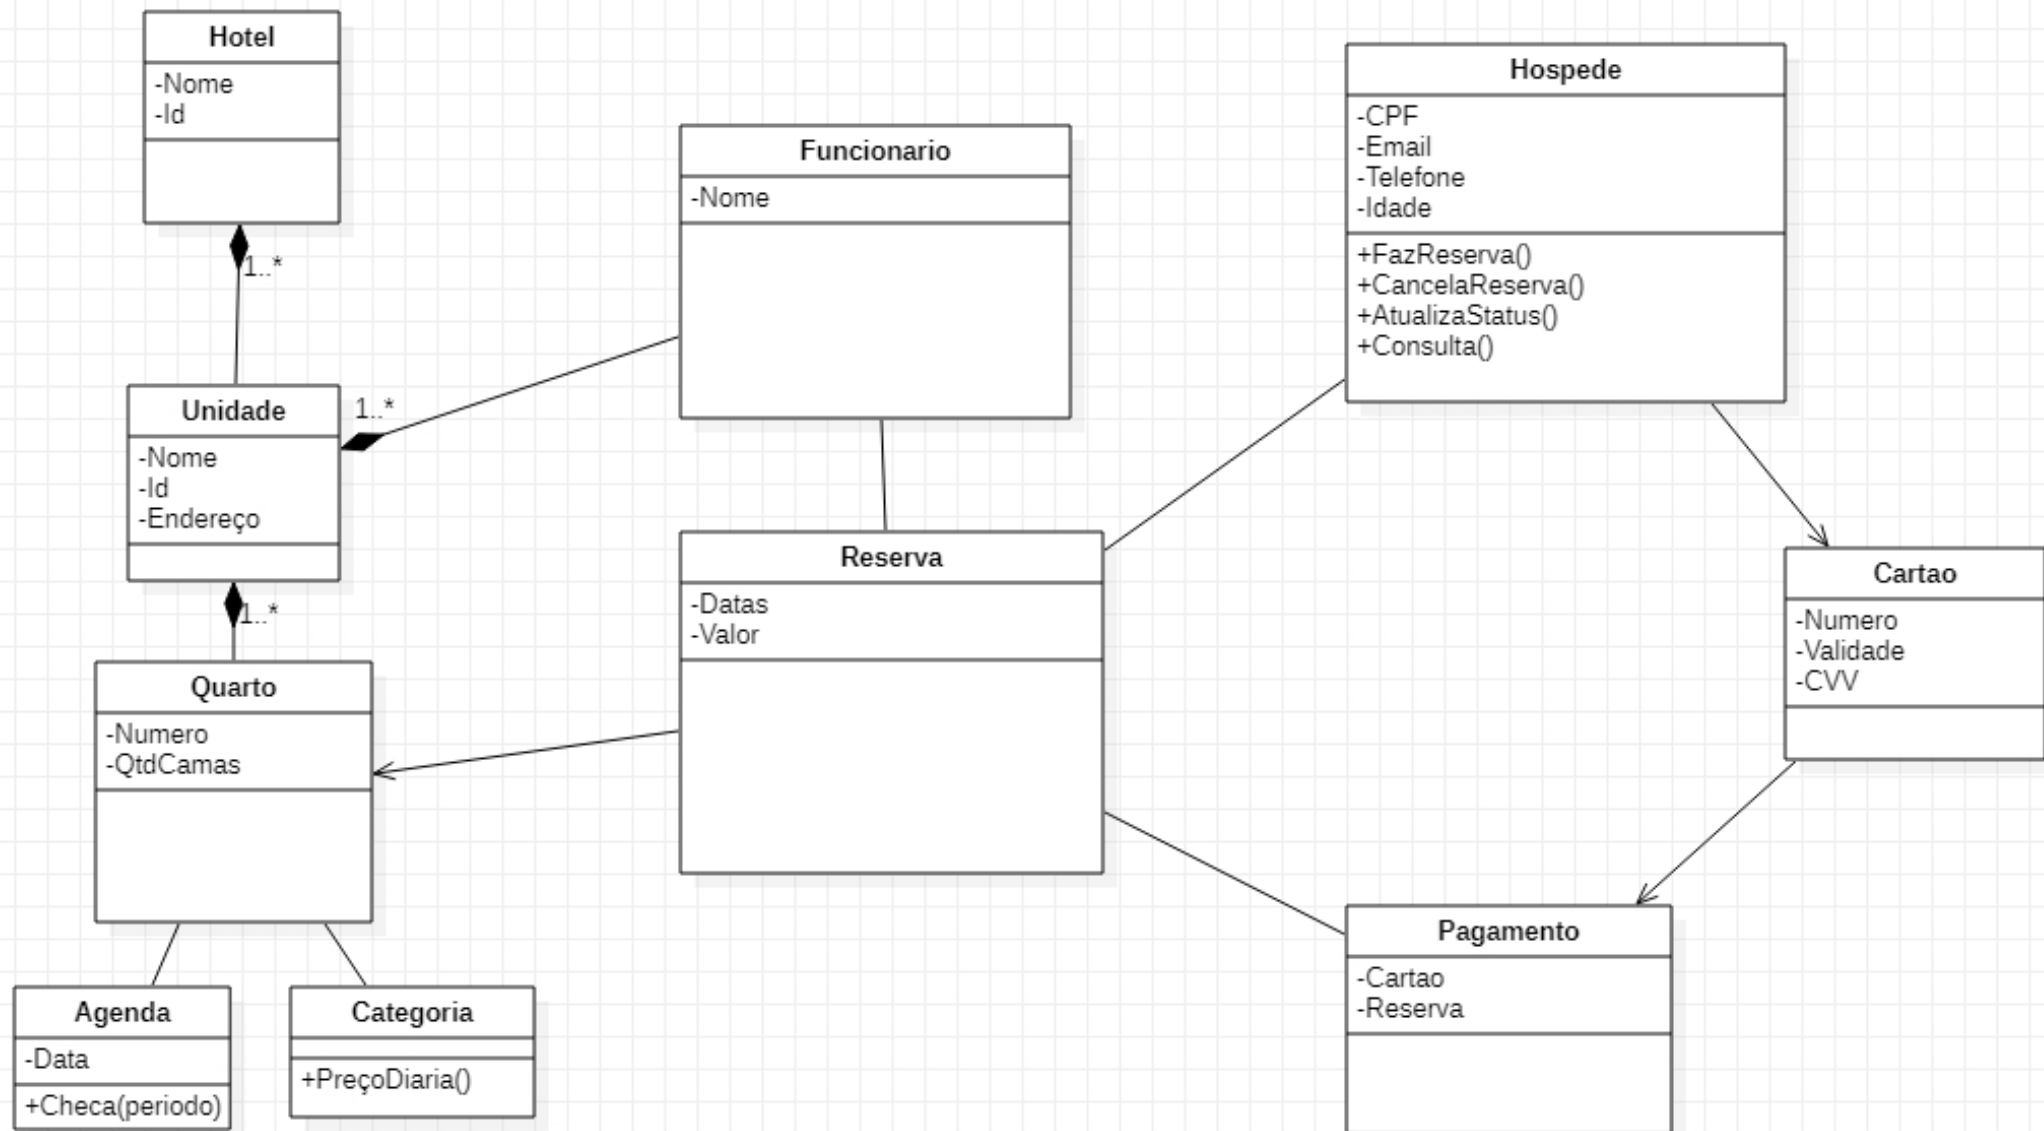 Hotel
-Nome
-Id
1..*
Unidade
-Nome
-Id
-Endereço
1..*
1..*
Quarto
-Numero
-QtdCamas
Agenda
-Data
+Checa(periodo)
Categoria
+PreçoDiaria()
Funcionario
-Nome
Reserva
-Datas
-Valor
Hospede
-CPF
-Email
-Telefone
-Idade
+FazReserva()
+CancelaReserva()
+AtualizaStatus()
+Consulta()
Cartao
-Numero
-Validade
-CVV
Pagamento
-Cartao
-Reserva